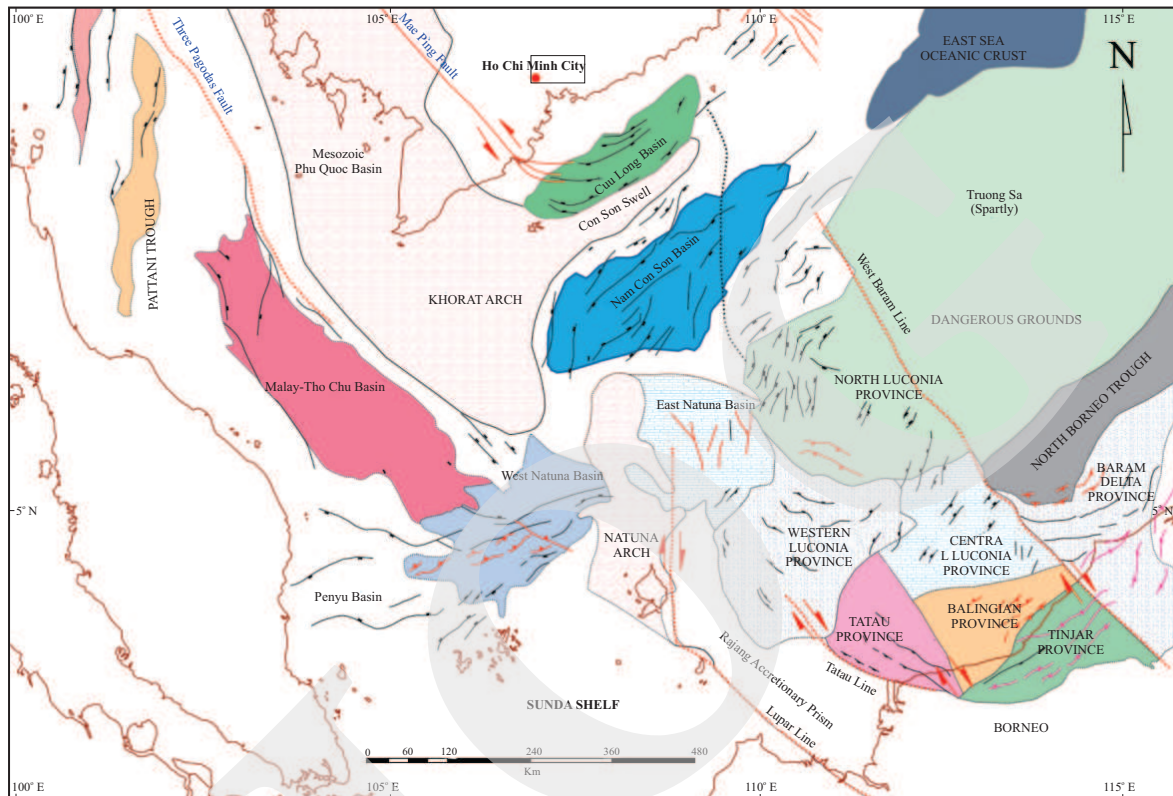 100° E
105° E
110° E
115° E
Three Pagodas Fault
Mae Ping Fault
EAST SEA
OCEANIC CRUST
N
Ho Chi Minh City
Mesozoic
Phu Quoc Basin
Cuu Long Basin
Con Son Swell
Truong Sa
(Spartly)
PATTANI TROUGH
Nam Con Son Basin
West Baram Line
KHORAT ARCH
DANGEROUS GROUNDS
Malay-Tho Chu Basin
NORTH LUCONIA
PROVINCE
East Natuna Basin
NORTH BORNEO TROUGH
West Natuna Basin
BARAM
DELTA
PROVINCE
5° N
5° N
NATUNA
ARCH
WESTERN
LUCONIA
PROVINCE
CENTRA
L LUCONIA
PROVINCE
Penyu Basin
TATAU
PROVINCE
BALINGIAN
PROVINCE
TINJAR
PROVINCE
Rajang Accretionary Prism
Tatau Line
Lupar Line
SUNDA SHELF
BORNEO
0 60 120 240 360 480
Km
100° E
105° E
110° E
115° E